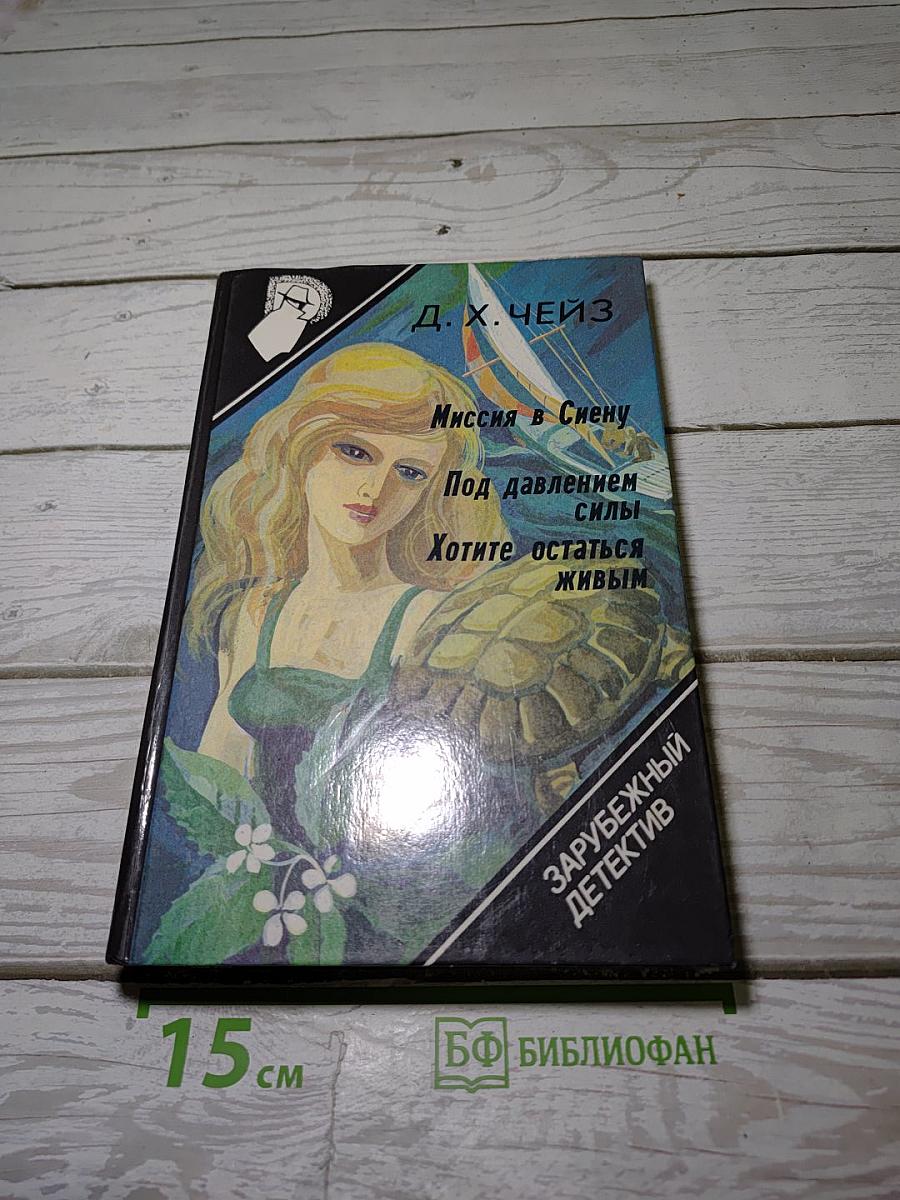 Д. Х. ЧЕЙЗ
Миссия в Сиену
Под давлением
силы
Хотите остаться
живым
ЗАРУБЕЖНЫЙ
ДЕТЕКТИВ
15 см
БФ БИБЛИОФАН